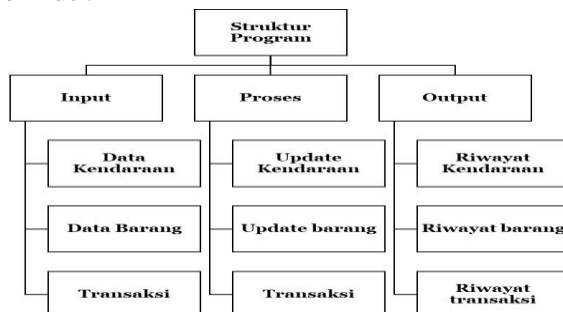 Struktur
Program
Input
Proses
Output
Data
Kendaraan
Update
Kendaraan
Riwayat
Kendaraan
Data Barang
Update barang
Riwayat barang
Transaksi
Transaksi
Riwayat
transaksi